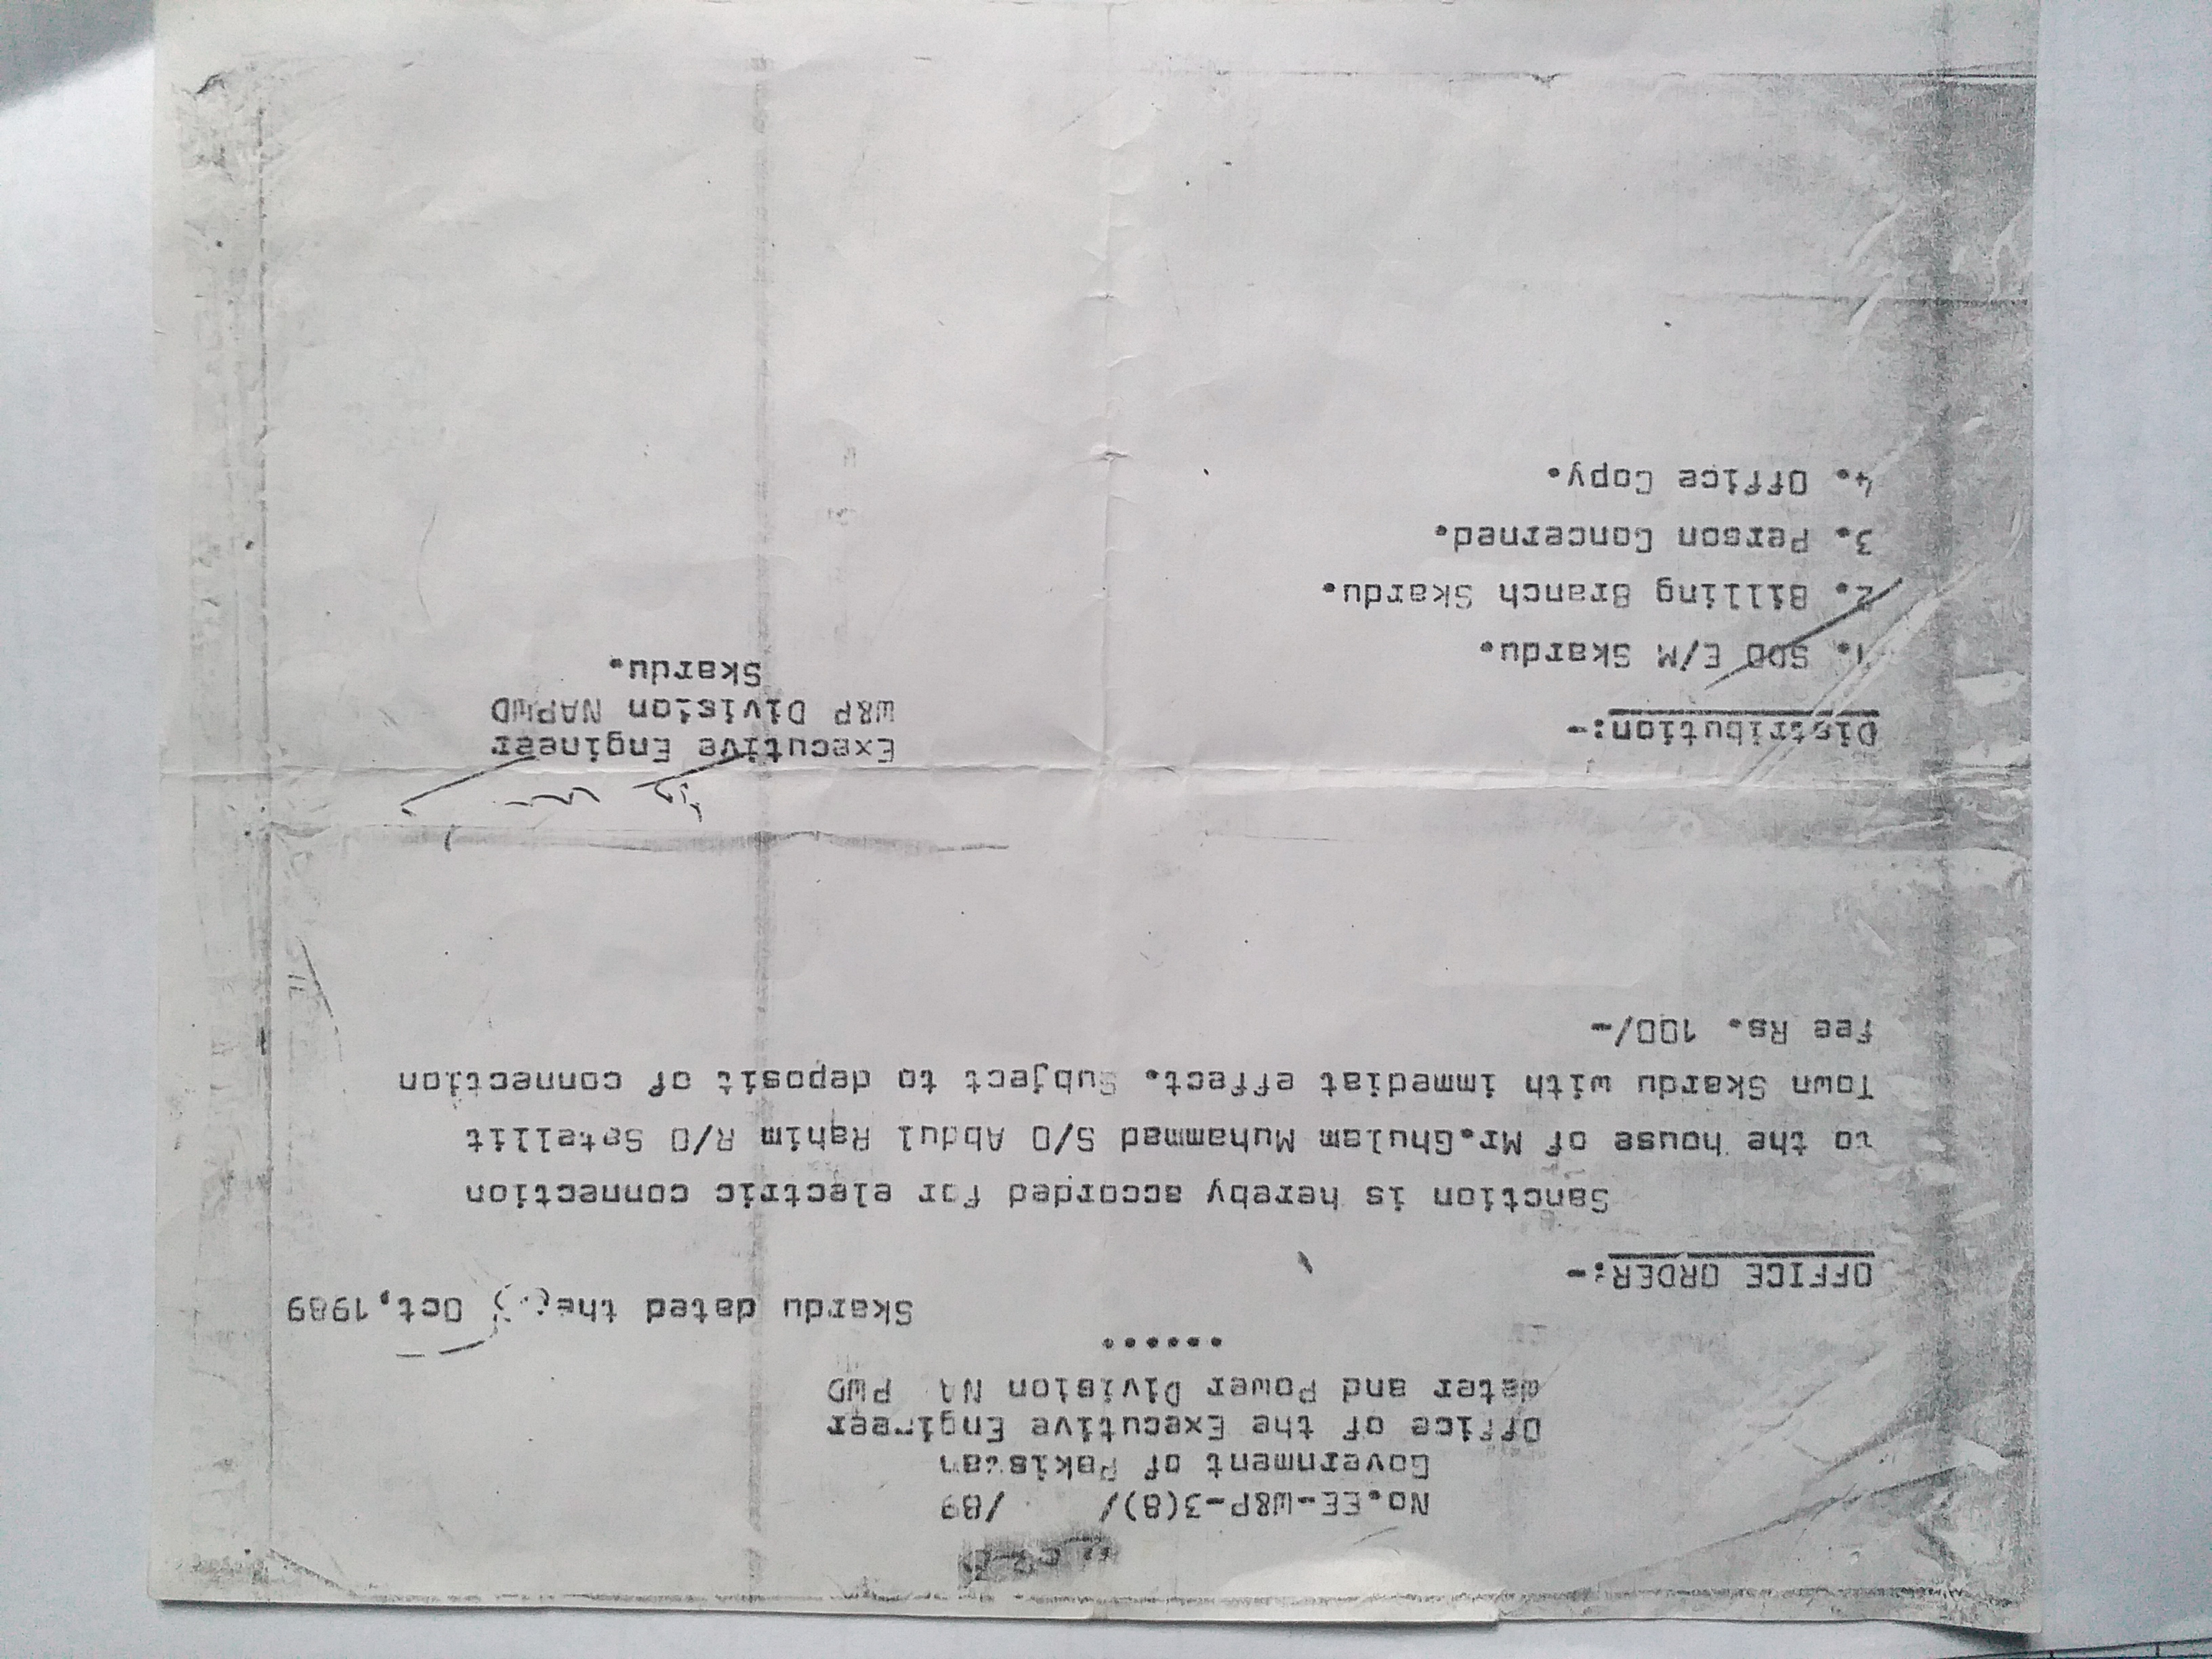 No.EE-W&P-3(8)/ /89
Government of Pakistan
Office of the Executive Engineer
Water and Power Division NA PWD
......
Skardu dated the Oct,1989
OFFICE ORDER:-
Sanction is hereby accorded for electric connection
to the house of Mr.Ghulam Muhammad S/O Abdul Rahim R/O Satellit
Town Skardu with immediat effect. Subject to deposit of connection
fee Rs. 100/-
Executive Engineer
W&P Division NAPWD
Skardu.
Distribution:-
1. SDO E/M Skardu.
2. Billing Branch Skardu.
3. Person Concerned.
4. Office Copy.